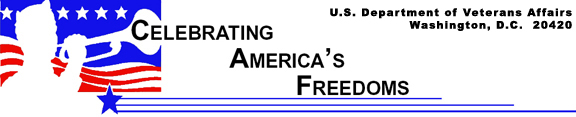 U.S. Department of Veterans Affairs
Washington, D.C. 20420
CELEBRATING
AMERICA'S
FREEDOMS